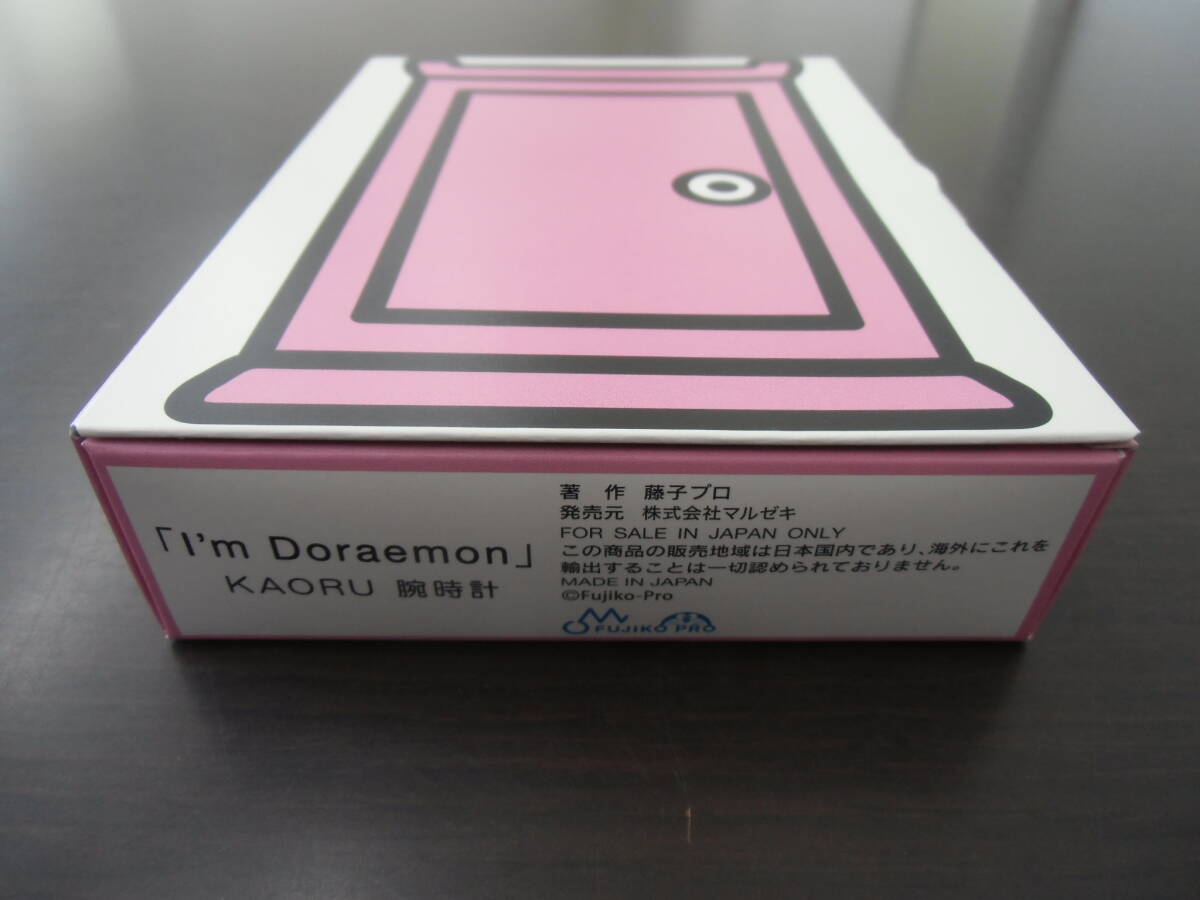 「I'm Doraemon」
KAORU 腕時計
著 作 藤子プロ
発売元 株式会社マルゼキ
FOR SALE IN JAPAN ONLY
この商品の販売地域は日本国内であり、海外にこれを
輸出することは一切認められておりません。
MADE IN JAPAN
©Fujiko-Pro
FUJIKO PRO